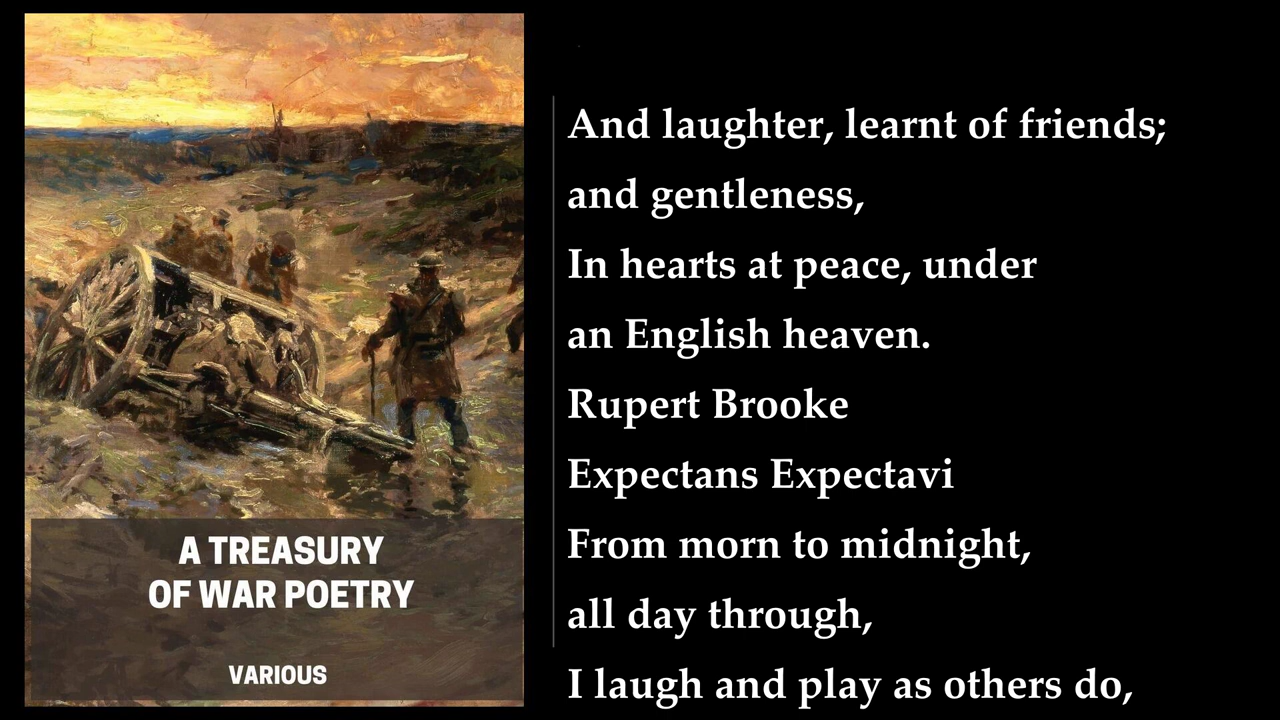 A TREASURY
OF WAR POETRY
VARIOUS
And laughter, learnt of friends;
and gentleness,
In hearts at peace, under
an English heaven.
Rupert Brooke
Expectans Expectavi
From morn to midnight,
all day through,
I laugh and play as others do,